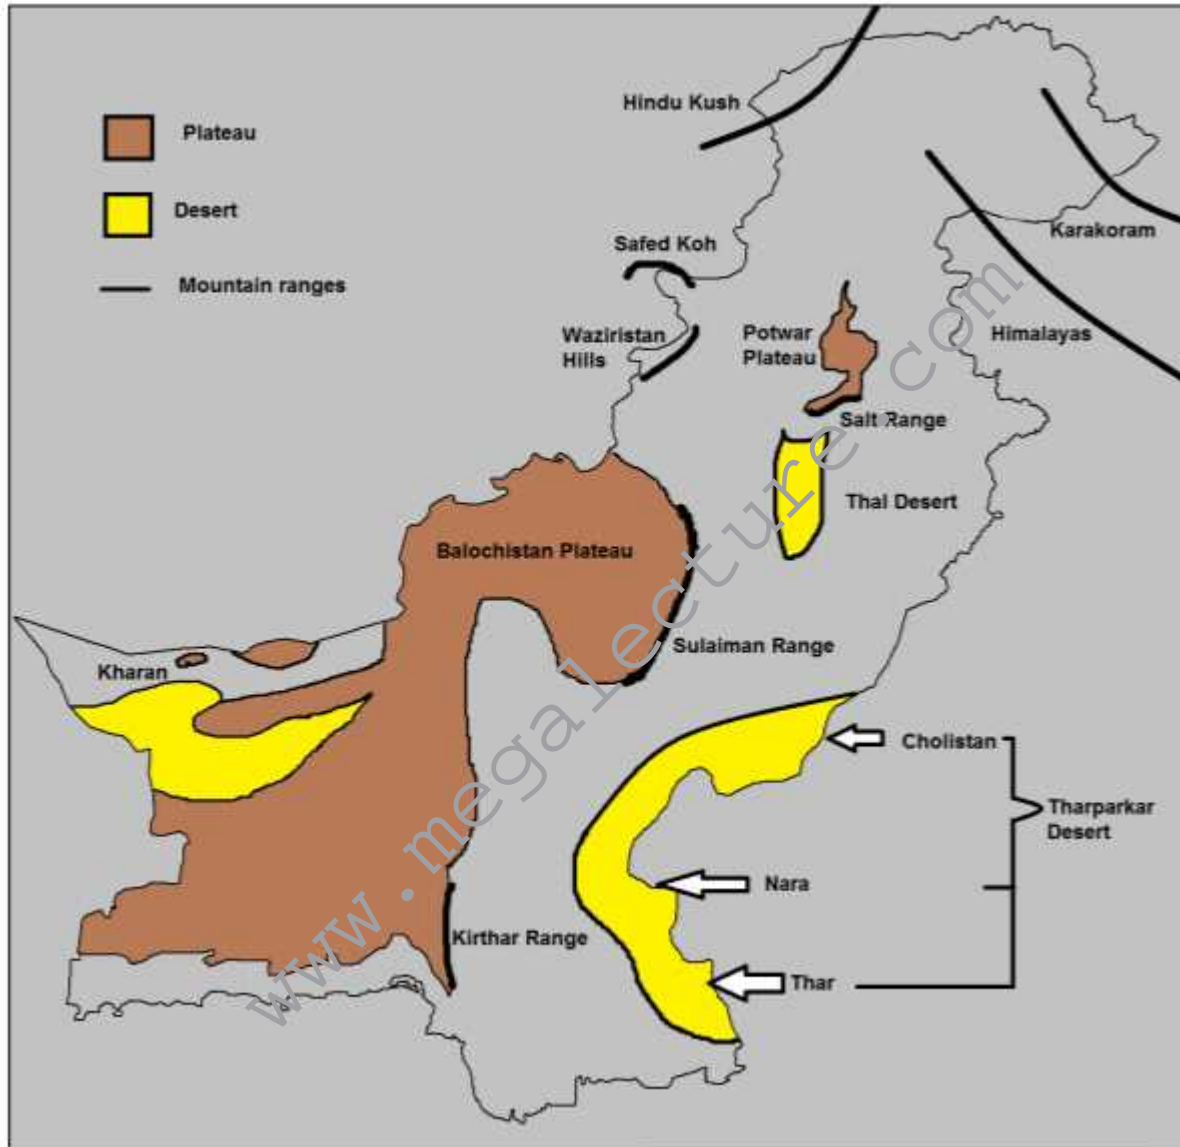 Hindu Kush
Plateau
Desert
Safed Koh
Karakoram
Mountain ranges
Waziristan
Hills
Potwar
Plateau
Himalayas
Salt Range
Thal Desert
Balochistan Plateau
Sulaiman Range
Kharan
Cholistan
Tharparkar
Desert
Nara
Kirthar Range
Thar
www.megalecture.com